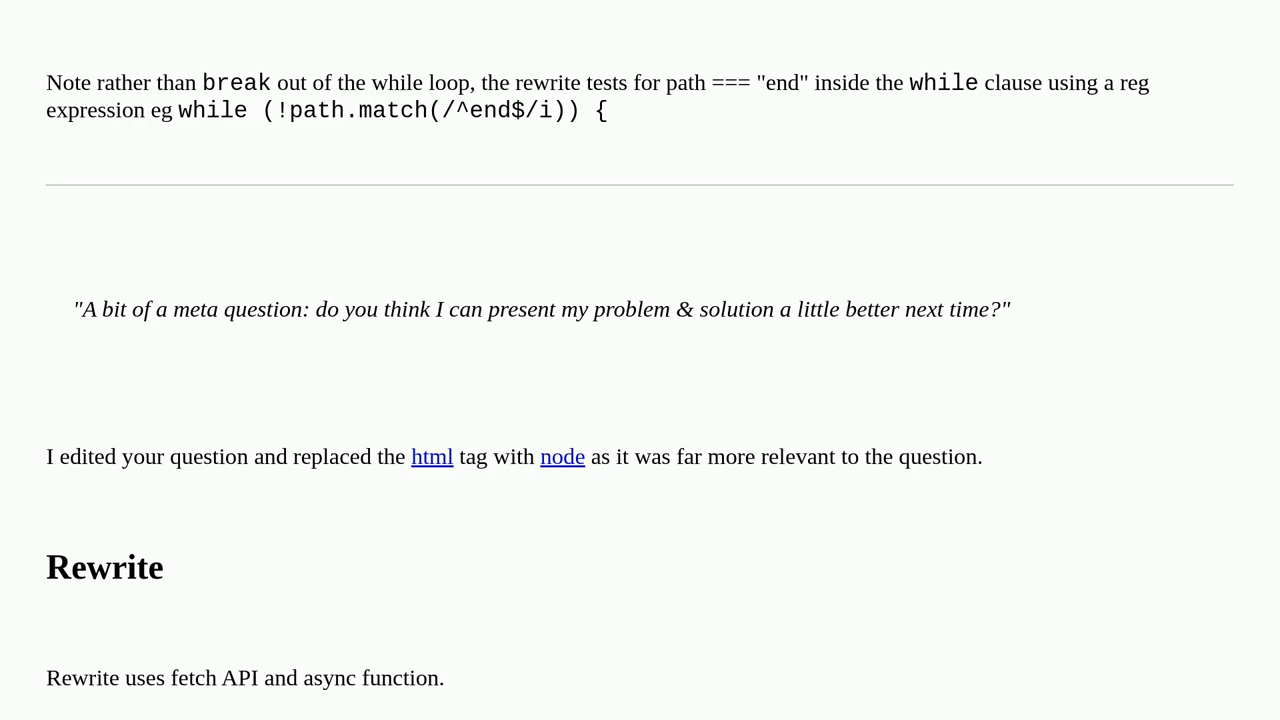 Note rather than break out of the while loop, the rewrite tests for path === "end" inside the while clause using a reg
expression eg while (!path.match(/^end$/i)) {
"A bit of a meta question: do you think I can present my problem & solution a little better next time?"
I edited your question and replaced the html tag with node as it was far more relevant to the question.
Rewrite
Rewrite uses fetch API and async function.